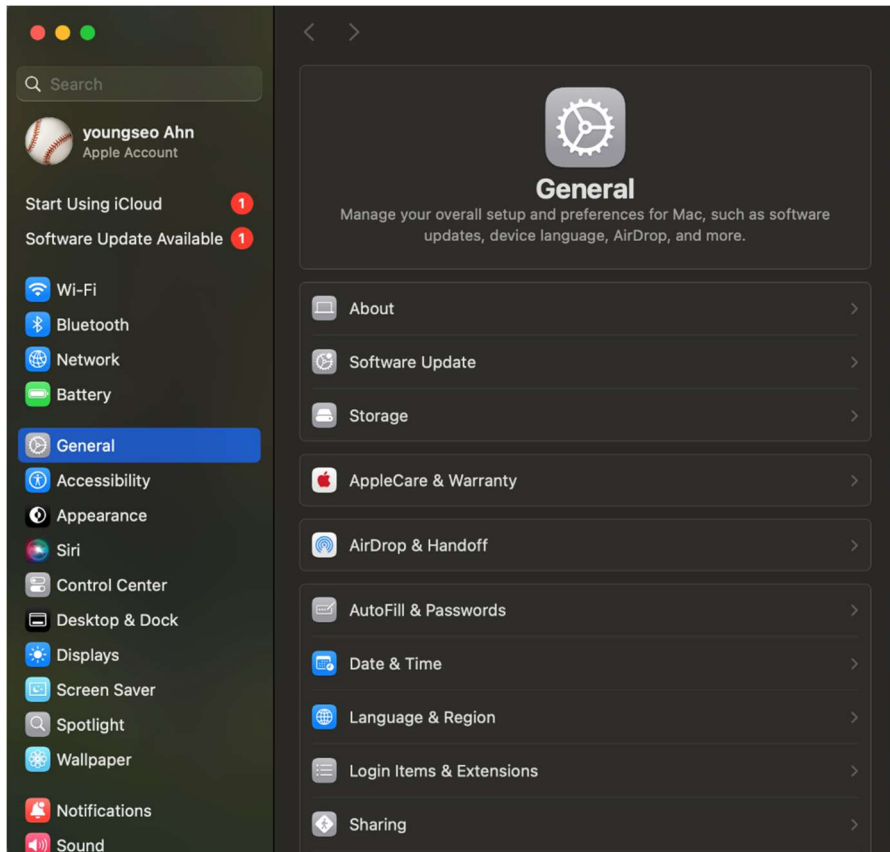 Search
youngseo Ahn
Apple Account
Start Using iCloud 1
Software Update Available 1
Wi-Fi
Bluetooth
Network
Battery
General
Accessibility
Appearance
Siri
Control Center
Desktop & Dock
Displays
Screen Saver
Spotlight
Wallpaper
Notifications
Sound
General
Manage your overall setup and preferences for Mac, such as software
updates, device language, AirDrop, and more.
About
Software Update
Storage
AppleCare & Warranty
AirDrop & Handoff
AutoFill & Passwords
Date & Time
Language & Region
Login Items & Extensions
Sharing